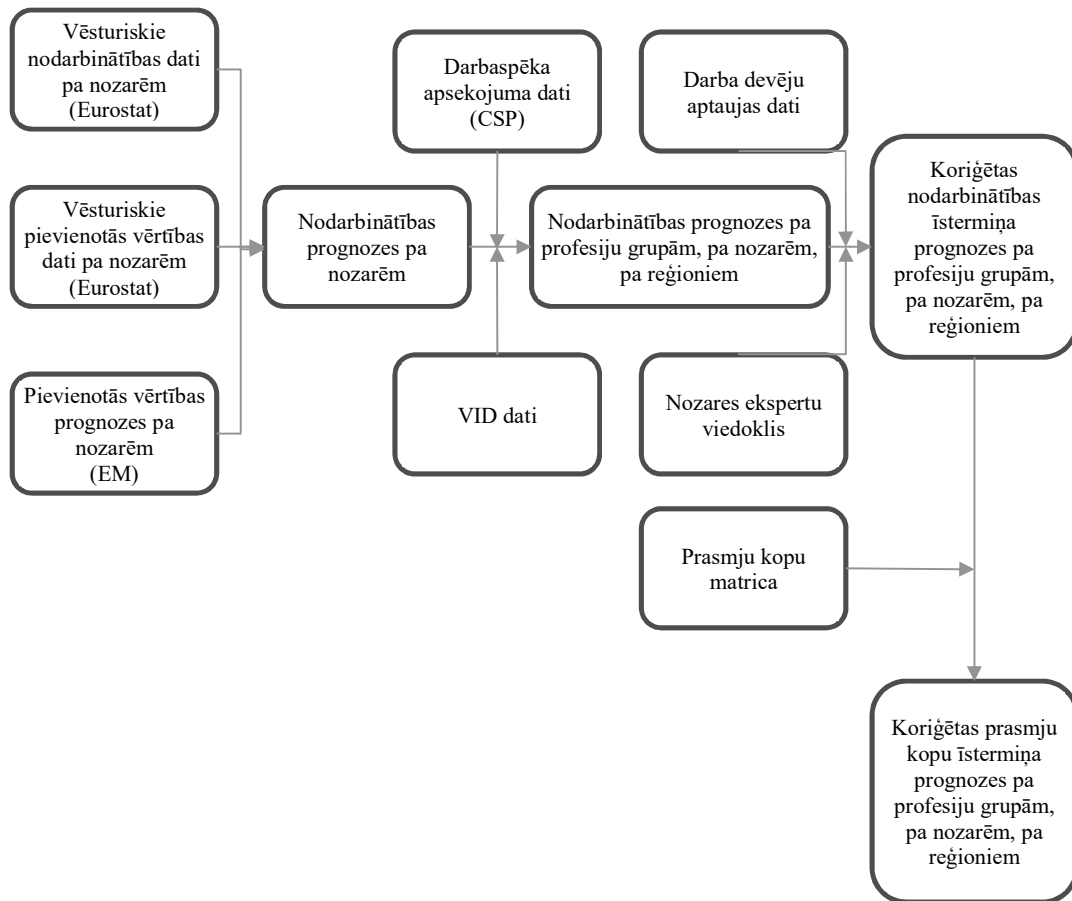 Vēsturiskie
nodarbinātības dati
pa nozarēm
(Eurostat)
Darbaspēka
apsekojuma dati
(CSP)
Darba devēju
aptaujas dati
Vēsturiskie
pievienotās vērtības
dati pa nozarēm
(Eurostat)
Nodarbinātības
prognozes pa
nozarēm
Nodarbinātības prognozes pa
profesiju grupām, pa nozarēm,
pa reģioniem
Koriģētas
nodarbinātības
īstermiņa
prognozes pa
profesiju grupām,
pa nozarēm, pa
reģioniem
Pievienotās vērtības
prognozes pa
nozarēm
(EM)
VID dati
Nozares ekspertu
viedoklis
Prasmju kopu
matrica
Koriģētas prasmju
kopu īstermiņa
prognozes pa
profesiju grupām,
pa nozarēm, pa
reģioniem